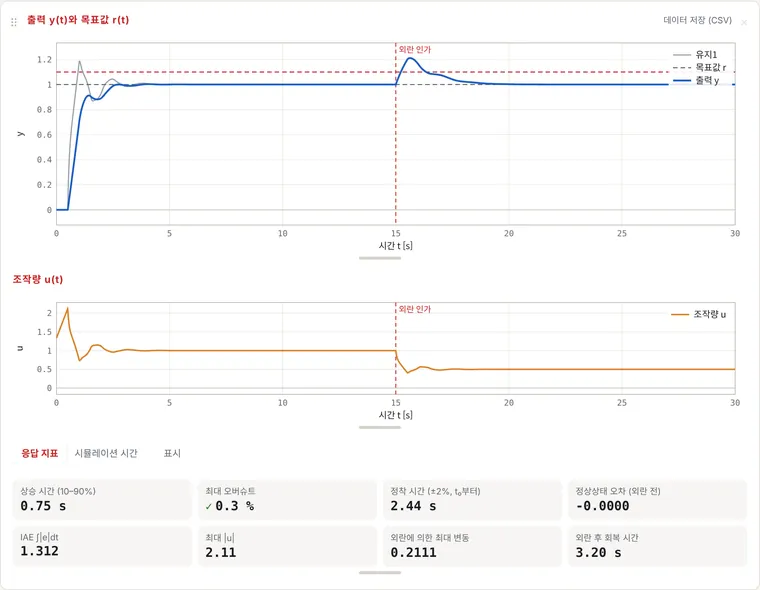 출력 y(t)와 목표값 r(t)
데이터 저장 (CSV) ×
외란 인가
유지1
목표값 r
출력 y
1.2
1
0.8
0.6
0.4
0.2
0
y
0 5 10 15 20 25 30
시간 t [s]
조작량 u(t)
외란 인가
조작량 u
2
1.5
1
0.5
0
u
0 5 10 15 20 25 30
시간 t [s]
응답 지표 시뮬레이션 시간 표시
상승 시간 (10–90%)
0.75 s
최대 오버슈트
✓ 0.3 %
정착 시간 (±2%, t₀부터)
2.44 s
정상상태 오차 (외란 전)
-0.0000
IAE ∫|e|dt
1.312
최대 |u|
2.11
외란에 의한 최대 변동
0.2111
외란 후 회복 시간
3.20 s